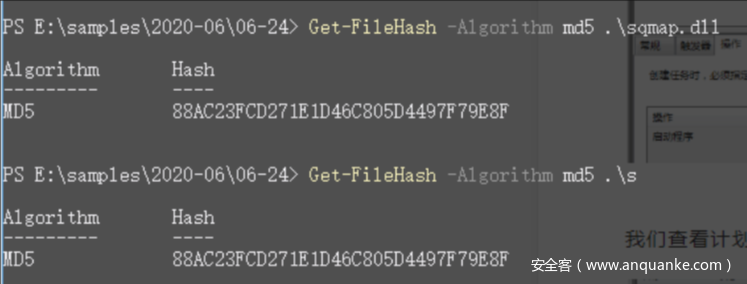 PS E:\samples\2020-06\06-24> Get-FileHash -Algorithm md5 .\sqmap.dll
常规 触发器 操作
Algorithm Hash
创建任务时，必须指定
--------- ----
MD5 88AC23FCD271E1D46C805D4497F79E8F
操作
启动程序
PS E:\samples\2020-06\06-24> Get-FileHash -Algorithm md5 .\s
Algorithm Hash
我们查看计划
--------- ----
MD5 88AC23FCD271E1D46C805D4497F79E8F
安全客（www.anquanke.com）